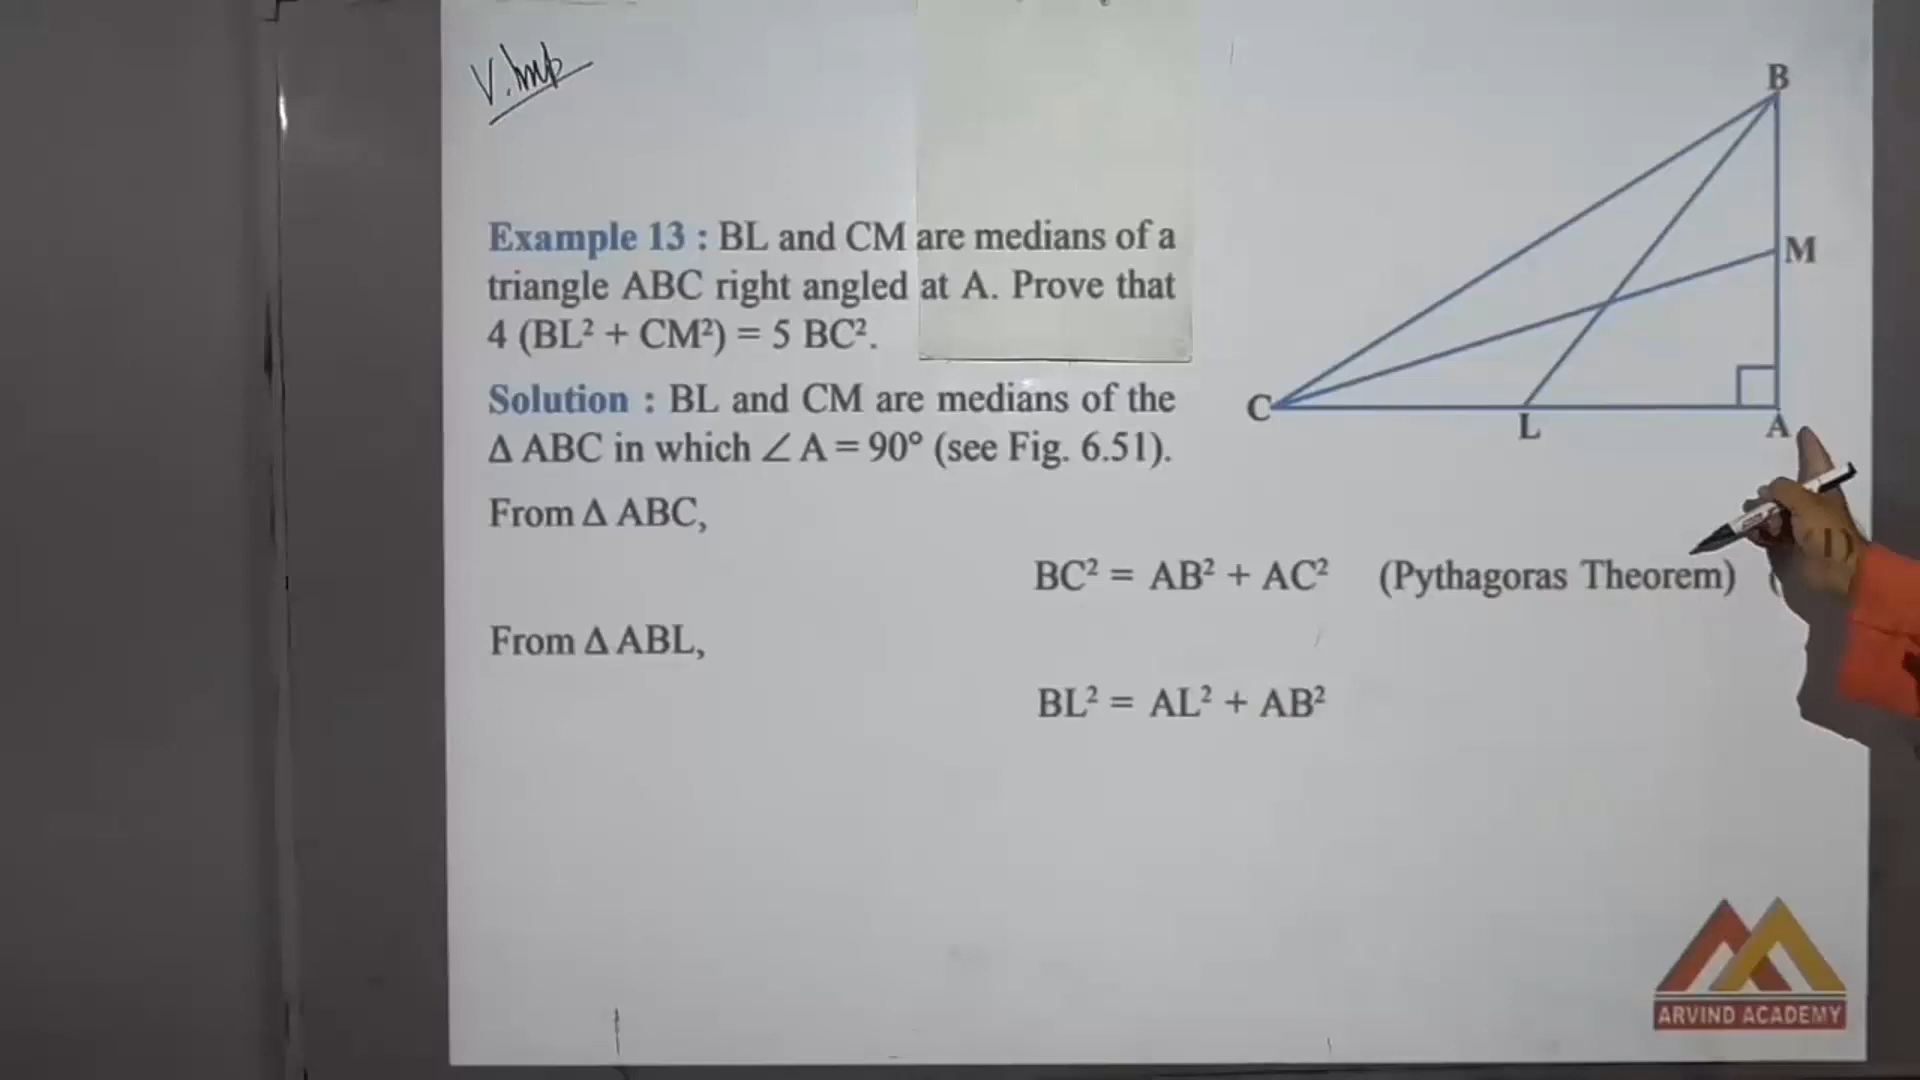 V.Imp
Example 13 : BL and CM are medians of a
triangle ABC right angled at A. Prove that
4 (BL² + CM²) = 5 BC².
Solution : BL and CM are medians of the
Δ ABC in which ∠A = 90° (see Fig. 6.51).
From Δ ABC,
BC² = AB² + AC² (Pythagoras Theorem)
From Δ ABL,
BL² = AL² + AB²
B
M
C
L
A
(1)
ARVIND ACADEMY